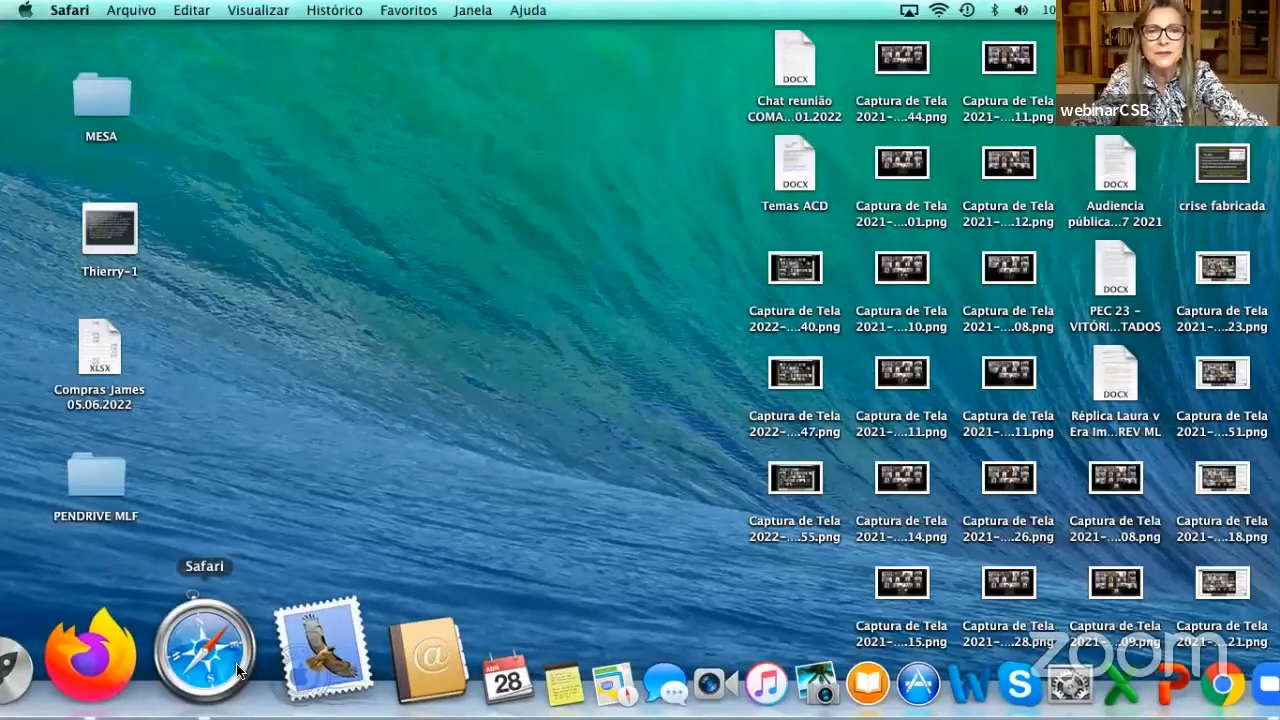 Safari Arquivo Editar Visualizar Histórico Favoritos Janela Ajuda 10
webinarCSB
MESA
Thierry-1
XLSX
Compras James
05.06.2022
PENDRIVE MLF
DOCX
Chat reunião
COMA...01.2022
Captura de Tela
2021-....44.png
Captura de Tela
2021-....11.png
DOCX
Temas ACD
Captura de Tela
2021-....01.png
Captura de Tela
2021-....12.png
DOCX
Audiencia
pública...7 2021
crise fabricada
Captura de Tela
2022-....40.png
Captura de Tela
2021-....10.png
Captura de Tela
2021-....08.png
DOCX
PEC 23 -
VITÓRI...TADOS
Captura de Tela
2021-....23.png
Captura de Tela
2022-....47.png
Captura de Tela
2021-....11.png
Captura de Tela
2021-....11.png
DOCX
Réplica Laura v
Era Im...REV ML
Captura de Tela
2021-....51.png
Captura de Tela
2022-....55.png
Captura de Tela
2021-....14.png
Captura de Tela
2021-....26.png
Captura de Tela
2021-....08.png
Captura de Tela
2021-....18.png
Captura de Tela
2021-....15.png
Captura de Tela
2021-....28.png
Captura de Tela
2021-....09.png
Captura de Tela
2021-....21.png
Safari
ABR
28
zoom